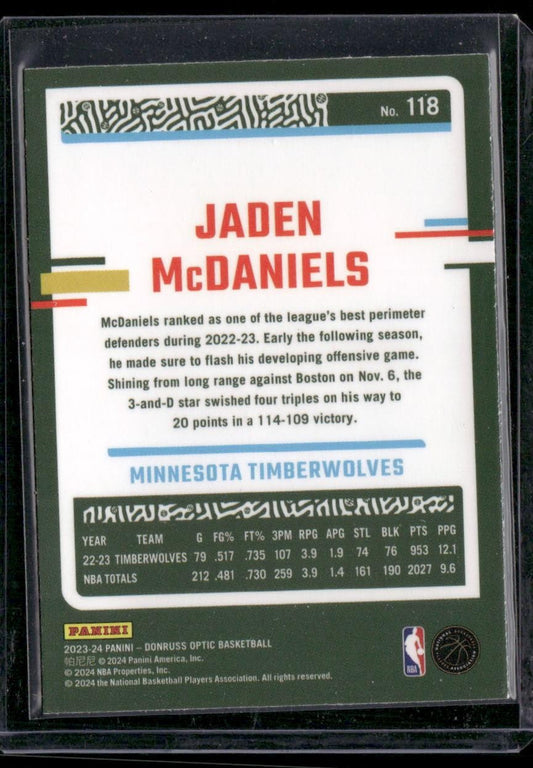 No. 118
JADEN
McDANIELS
McDaniels ranked as one of the league's best perimeter
defenders during 2022-23. Early the following season,
he made sure to flash his developing offensive game.
Shining from long range against Boston on Nov. 6, the
3-and-D star swished four triples on his way to
20 points in a 114-109 victory.
MINNESOTA TIMBERWOLVES
YEAR TEAM G FG% FT% 3PM RPG APG STL BLK PTS PPG
22-23 TIMBERWOLVES 79 .517 .735 107 3.9 1.9 74 76 953 12.1
NBA TOTALS 212 .481 .730 259 3.9 1.4 161 190 2027 9.6
PANINI
2023-24 PANINI – DONRUSS OPTIC BASKETBALL
帕尼尼 © 2024 Panini America, Inc.
© 2024 NBA Properties, Inc.
© 2024 the National Basketball Players Association. All rights reserved.
NBA